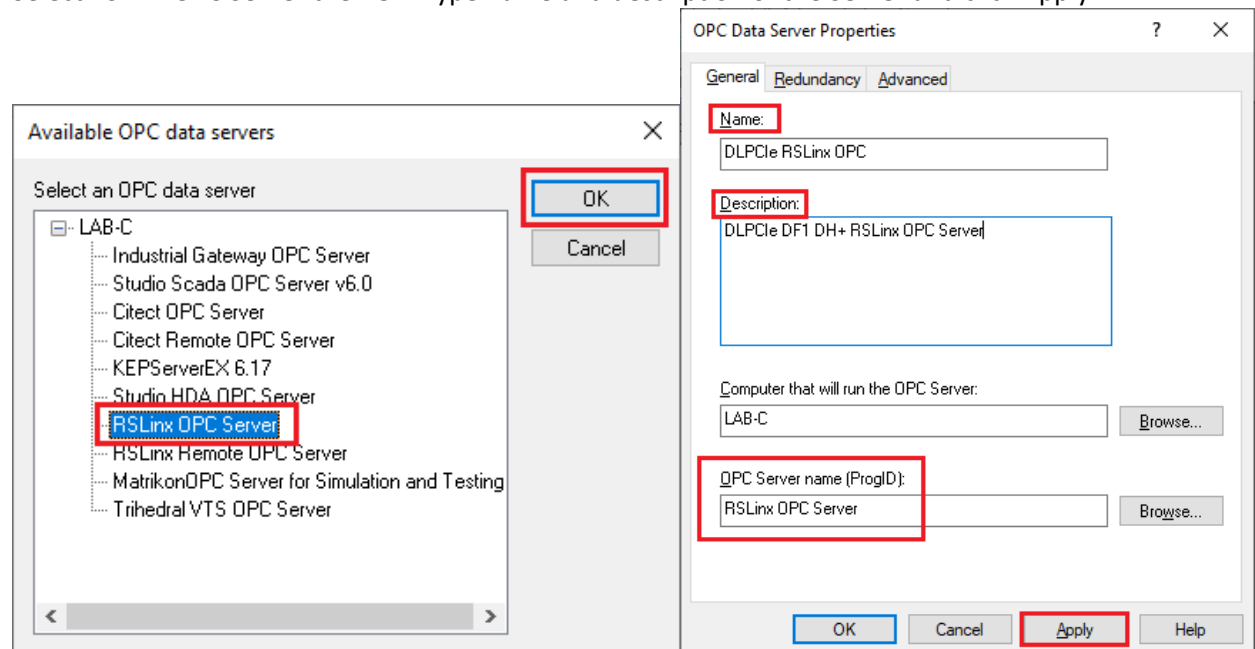 OPC Data Server Properties
?
General Redundancy Advanced
Name:
DLPCIe RSLinx OPC
Description:
DLPCIe DF1 DH+ RSLinx OPC Server
Computer that will run the OPC Server:
LAB-C
Browse...
OPC Server name (ProgID):
RSLinx OPC Server
Browse...
OK Cancel Apply Help
Available OPC data servers
Select an OPC data server
OK
Cancel
LAB-C
Industrial Gateway OPC Server
Studio Scada OPC Server v6.0
Citect OPC Server
Citect Remote OPC Server
KEPServerEX 6.17
Studio HDA OPC Server
RSLinx OPC Server
RSLinx Remote OPC Server
MatrikonOPC Server for Simulation and Testing
Trihedral VTS OPC Server